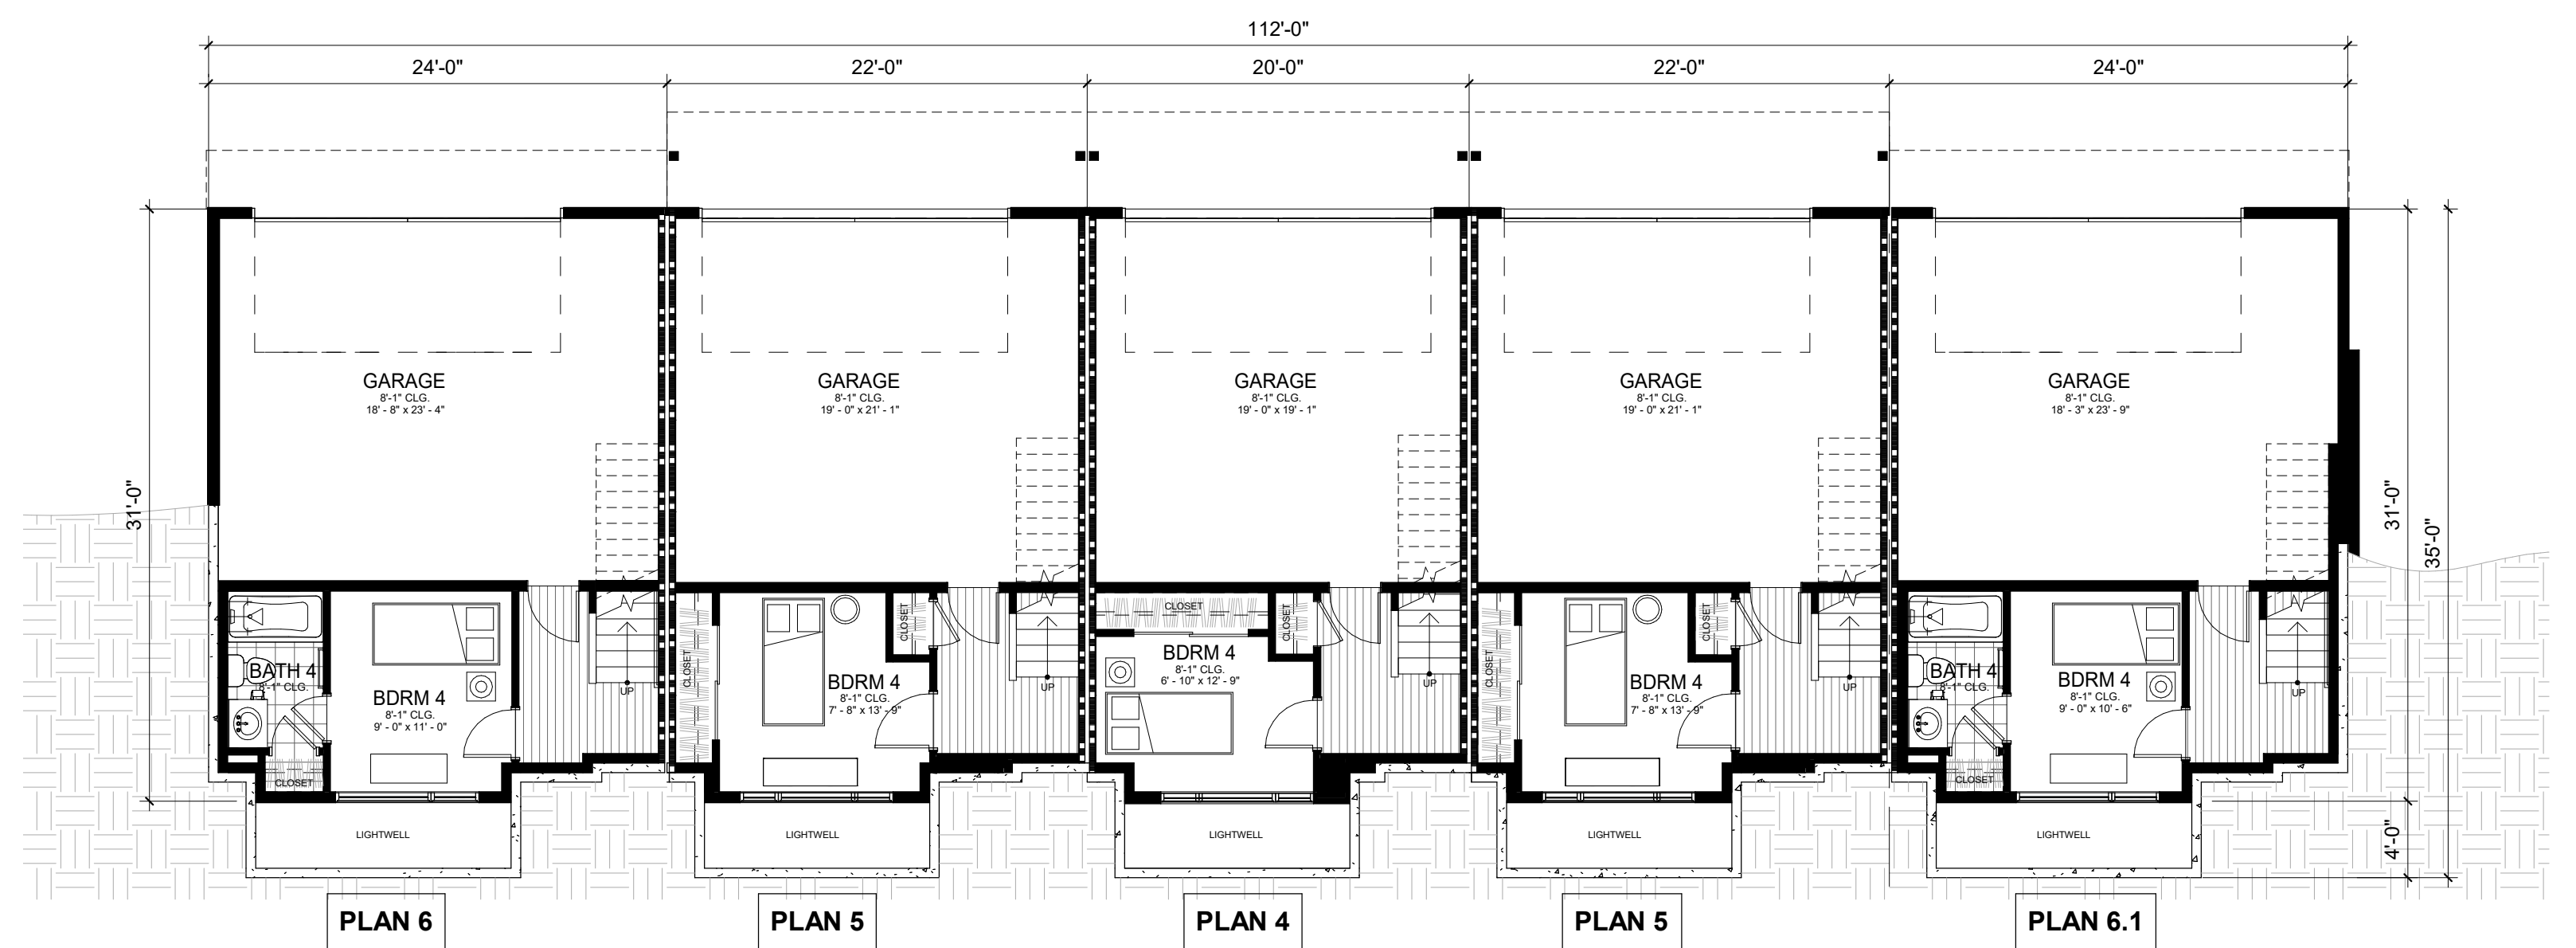 112'-0"
24'-0"
22'-0"
20'-0"
22'-0"
24'-0"
31'-0"
GARAGE
8'-1" CLG.
18' - 8" x 23' - 4"
GARAGE
8'-1" CLG.
19' - 0" x 21' - 1"
GARAGE
8'-1" CLG.
19' - 0" x 19' - 1"
GARAGE
8'-1" CLG.
19' - 0" x 21' - 1"
GARAGE
8'-1" CLG.
18' - 3" x 23' - 9"
31'-0"
35'-0"
4'-0"
BATH 4
8'-1" CLG.
BDRM 4
8'-1" CLG.
9' - 0" x 11' - 0"
CLOSET
UP
CLOSET
BDRM 4
8'-1" CLG.
7' - 8" x 13' - 9"
CLOSET
UP
CLOSET
BDRM 4
8'-1" CLG.
6' - 10" x 12' - 9"
CLOSET
UP
CLOSET
BDRM 4
8'-1" CLG.
7' - 8" x 13' - 9"
CLOSET
UP
BATH 4
8'-1" CLG.
BDRM 4
8'-1" CLG.
9' - 0" x 10' - 6"
CLOSET
UP
LIGHTWELL
LIGHTWELL
LIGHTWELL
LIGHTWELL
LIGHTWELL
PLAN 6
PLAN 5
PLAN 4
PLAN 5
PLAN 6.1